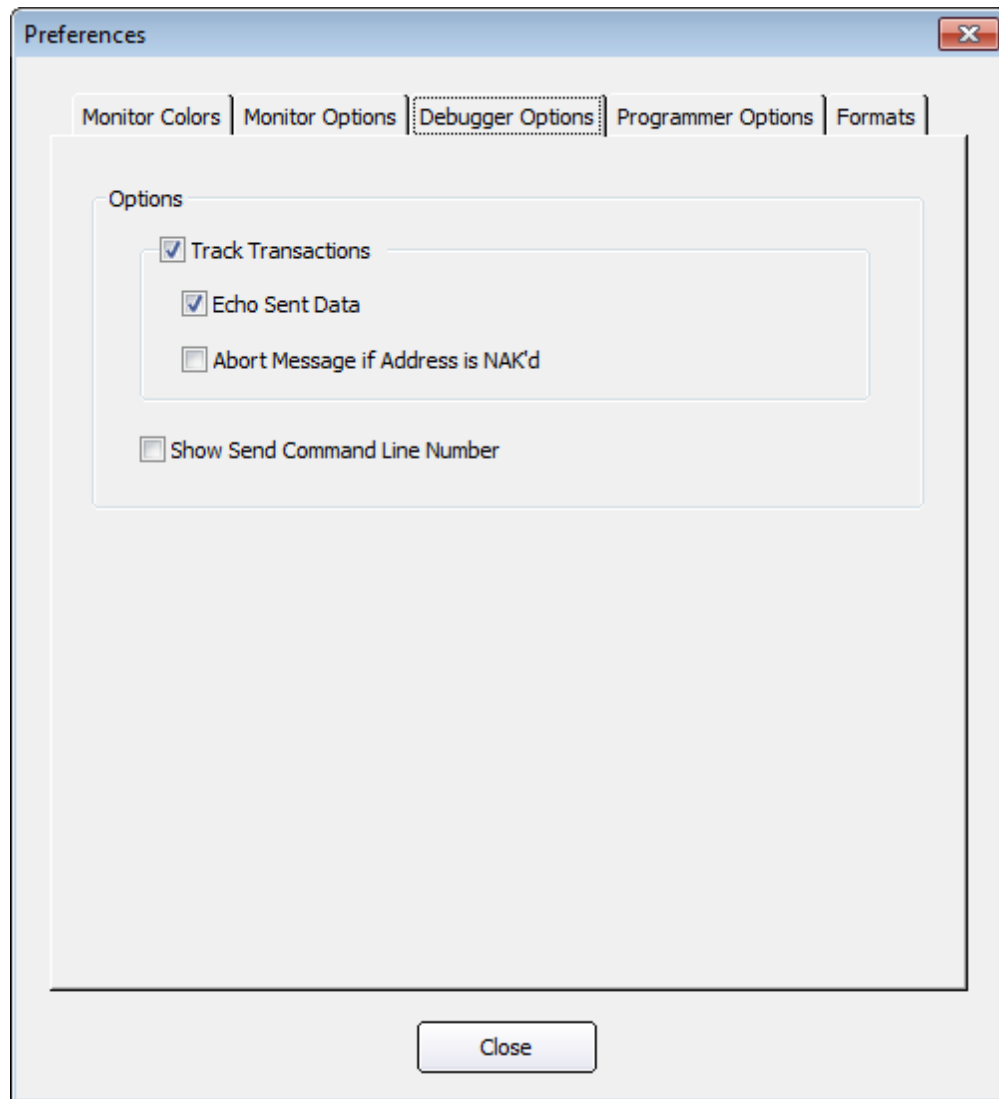 Preferences
Monitor Colors Monitor Options Debugger Options Programmer Options Formats
Options
Track Transactions
Echo Sent Data
Abort Message if Address is NAK'd
Show Send Command Line Number
Close